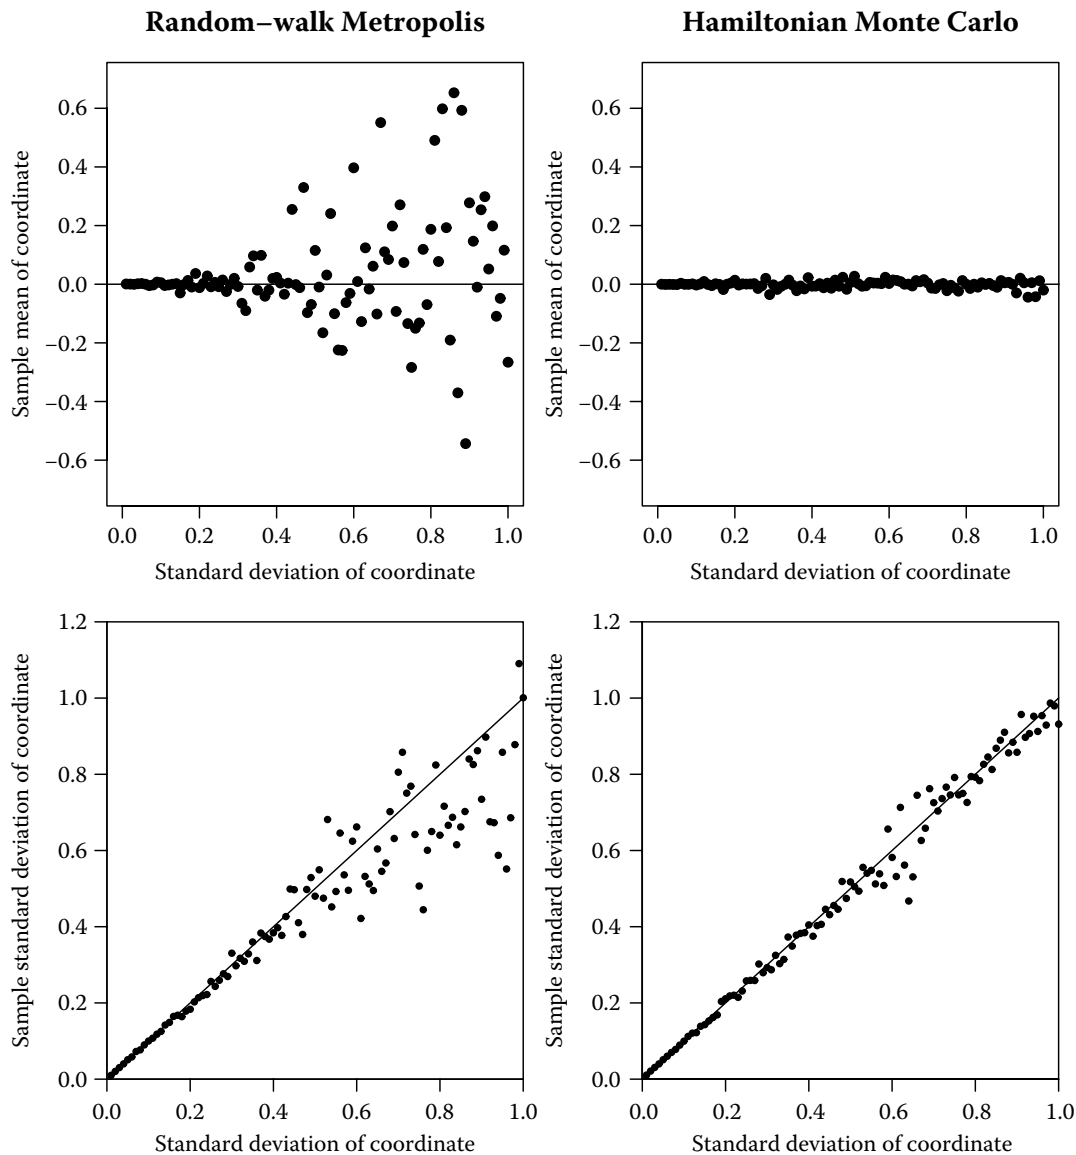 Random–walk Metropolis
Hamiltonian Monte Carlo
Sample mean of coordinate
0.6
0.4
0.2
0.0
–0.2
–0.4
–0.6
0.0 0.2 0.4 0.6 0.8 1.0
Standard deviation of coordinate
Sample mean of coordinate
0.6
0.4
0.2
0.0
–0.2
–0.4
–0.6
0.0 0.2 0.4 0.6 0.8 1.0
Standard deviation of coordinate
Sample standard deviation of coordinate
1.2
1.0
0.8
0.6
0.4
0.2
0.0
0.0 0.2 0.4 0.6 0.8 1.0
Standard deviation of coordinate
Sample standard deviation of coordinate
1.2
1.0
0.8
0.6
0.4
0.2
0.0
0.0 0.2 0.4 0.6 0.8 1.0
Standard deviation of coordinate